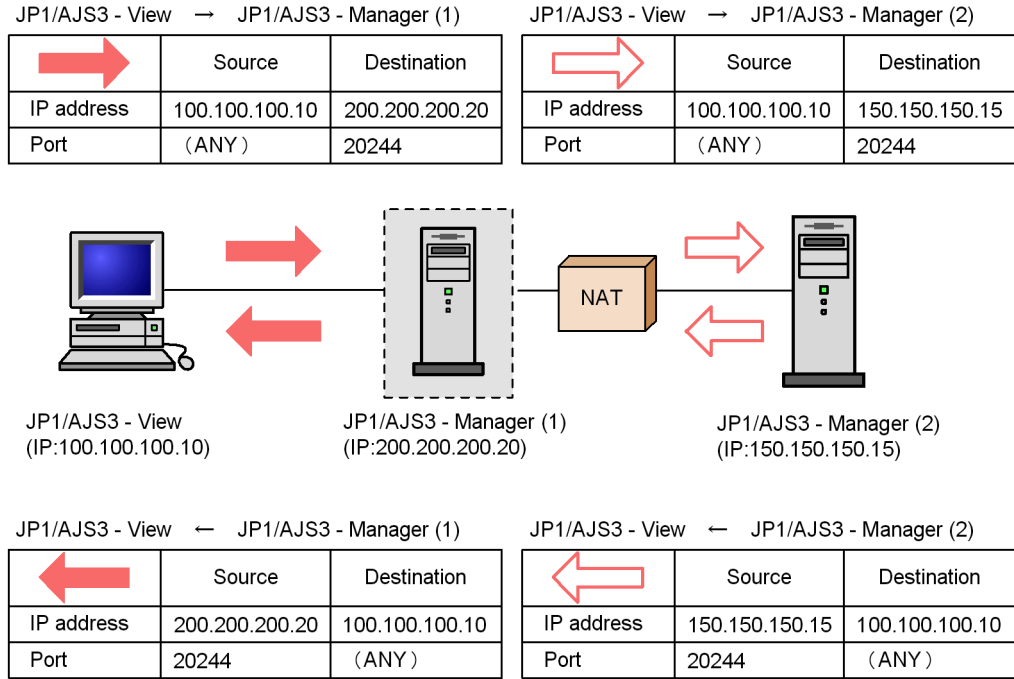 JP1/AJS3 - View → JP1/AJS3 - Manager (1)
Source Destination
IP address 100.100.100.10 200.200.200.20
Port （ANY） 20244
JP1/AJS3 - View → JP1/AJS3 - Manager (2)
Source Destination
IP address 100.100.100.10 150.150.150.15
Port （ANY） 20244
NAT
JP1/AJS3 - View
(IP:100.100.100.10)
JP1/AJS3 - Manager (1)
(IP:200.200.200.20)
JP1/AJS3 - Manager (2)
(IP:150.150.150.15)
JP1/AJS3 - View ← JP1/AJS3 - Manager (1)
Source Destination
IP address 200.200.200.20 100.100.100.10
Port 20244 （ANY）
JP1/AJS3 - View ← JP1/AJS3 - Manager (2)
Source Destination
IP address 150.150.150.15 100.100.100.10
Port 20244 （ANY）